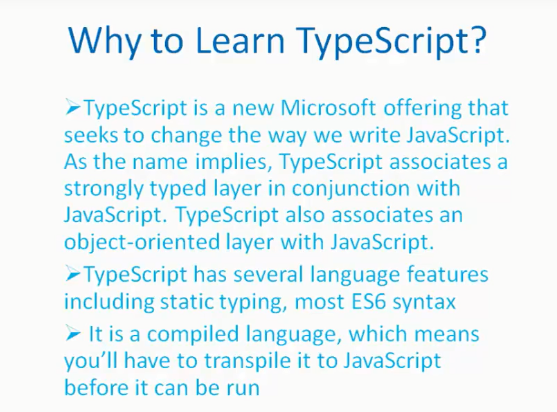 Why to Learn TypeScript?
➤TypeScript is a new Microsoft offering that
seeks to change the way we write JavaScript.
As the name implies, TypeScript associates a
strongly typed layer in conjunction with
JavaScript. TypeScript also associates an
object-oriented layer with JavaScript.
➤TypeScript has several language features
including static typing, most ES6 syntax
➤ It is a compiled language, which means
you'll have to transpile it to JavaScript
before it can be run